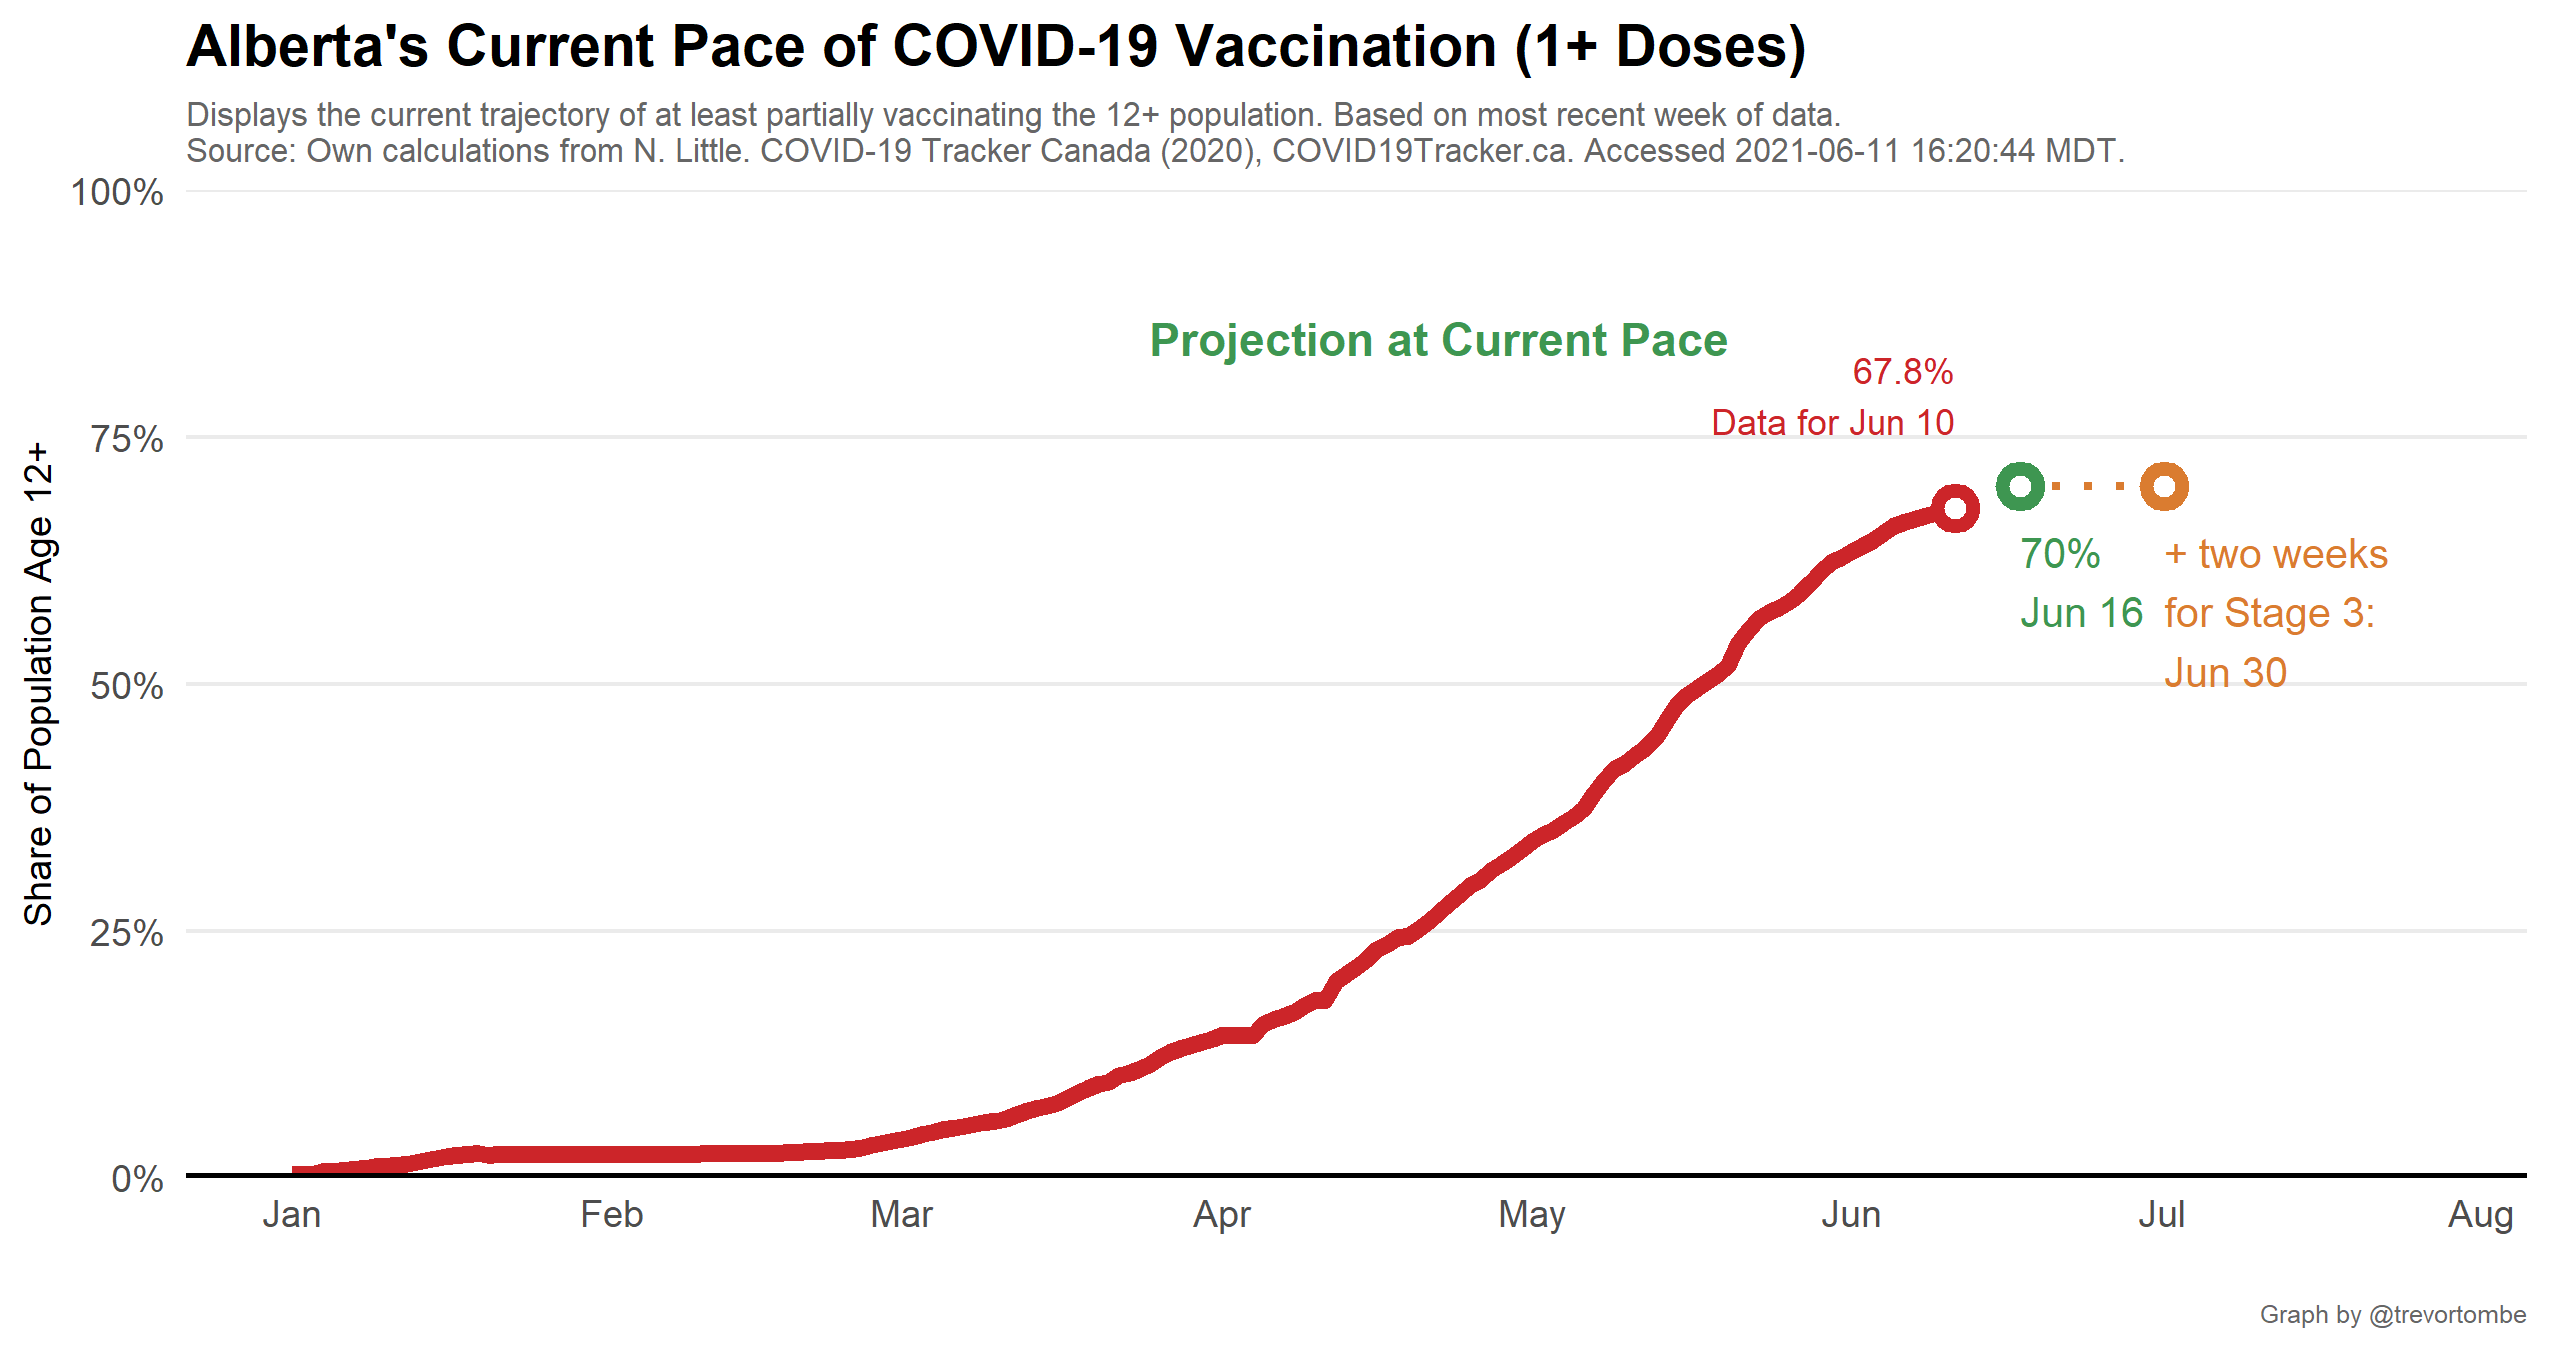 Alberta's Current Pace of COVID-19 Vaccination (1+ Doses)
Displays the current trajectory of at least partially vaccinating the 12+ population. Based on most recent week of data.
Source: Own calculations from N. Little. COVID-19 Tracker Canada (2020), COVID19Tracker.ca. Accessed 2021-06-11 16:20:44 MDT.
100%
75%
50%
25%
0%
Share of Population Age 12+
Projection at Current Pace
67.8%
Data for Jun 10
70%
Jun 16
+ two weeks
for Stage 3:
Jun 30
Jan Feb Mar Apr May Jun Jul Aug
Graph by @trevortombe